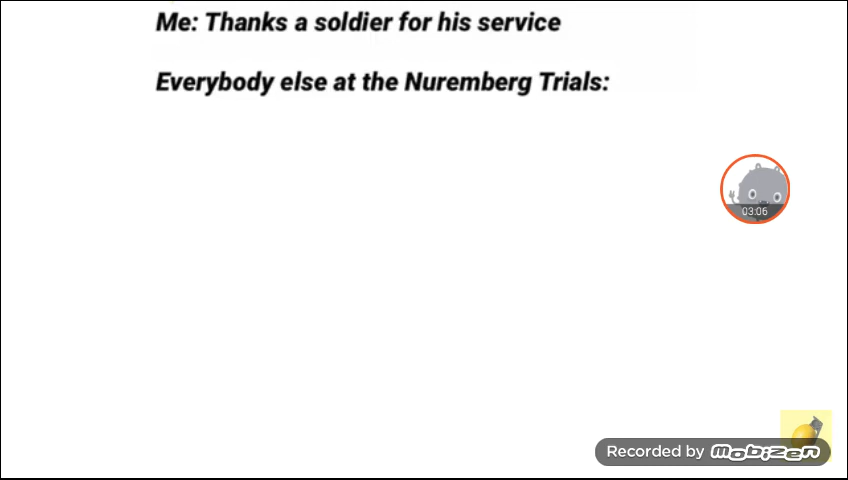 Me: Thanks a soldier for his service
Everybody else at the Nuremberg Trials:
03:06
Recorded by mobizen